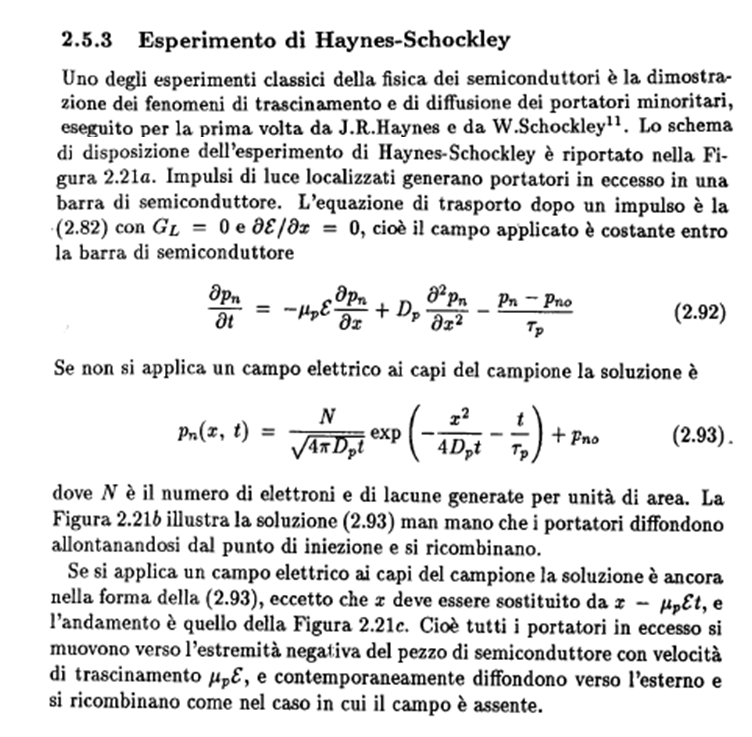 2.5.3 Esperimento di Haynes-Schockley
Uno degli esperimenti classici della fisica dei semiconduttori è la dimostra-
zione dei fenomeni di trascinamento e di diffusione dei portatori minoritari,
eseguito per la prima volta da J.R.Haynes e da W.Schockley¹¹. Lo schema
di disposizione dell'esperimento di Haynes-Schockley è riportato nella Fi-
gura 2.21a. Impulsi di luce localizzati generano portatori in eccesso in una
barra di semiconduttore. L'equazione di trasporto dopo un impulso è la
(2.82) con G_L = 0 e ∂ℰ/∂x = 0, cioè il campo applicato è costante entro
la barra di semiconduttore
∂p_n/∂t = −μ_pℰ ∂p_n/∂x + D_p ∂²p_n/∂x² − (p_n − p_no)/τ_p (2.92)
Se non si applica un campo elettrico ai capi del campione la soluzione è
p_n(x, t) = N/√(4πD_pt) exp(−x²/(4D_pt) − t/τ_p) + p_no (2.93).
dove N è il numero di elettroni e di lacune generate per unità di area. La
Figura 2.21b illustra la soluzione (2.93) man mano che i portatori diffondono
allontanandosi dal punto di iniezione e si ricombinano.
Se si applica un campo elettrico ai capi del campione la soluzione è ancora
nella forma della (2.93), eccetto che x deve essere sostituito da x − μ_pℰt, e
l'andamento è quello della Figura 2.21c. Cioè tutti i portatori in eccesso si
muovono verso l'estremità negativa del pezzo di semiconduttore con velocità
di trascinamento μ_pℰ, e contemporaneamente diffondono verso l'esterno e
si ricombinano come nel caso in cui il campo è assente.